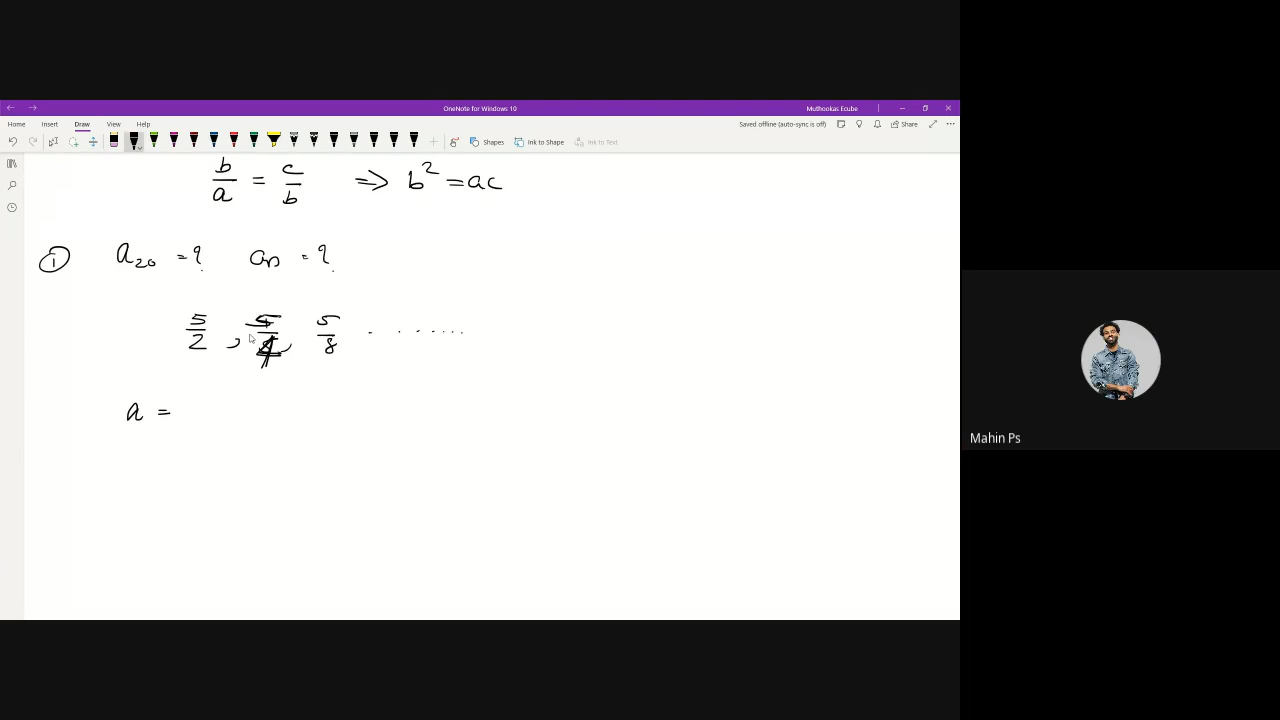 OneNote for Windows 10
Muthookas Ecube
Home Insert Draw View Help
Saved offline (auto-sync is off) Share
Shapes Ink to Shape Ink to Text
b/a = c/b => b² = ac
① a₂₀ = ? an = ?
5/2 , 5/4 , 5/8 . . . . . . .
a =
Mahin Ps